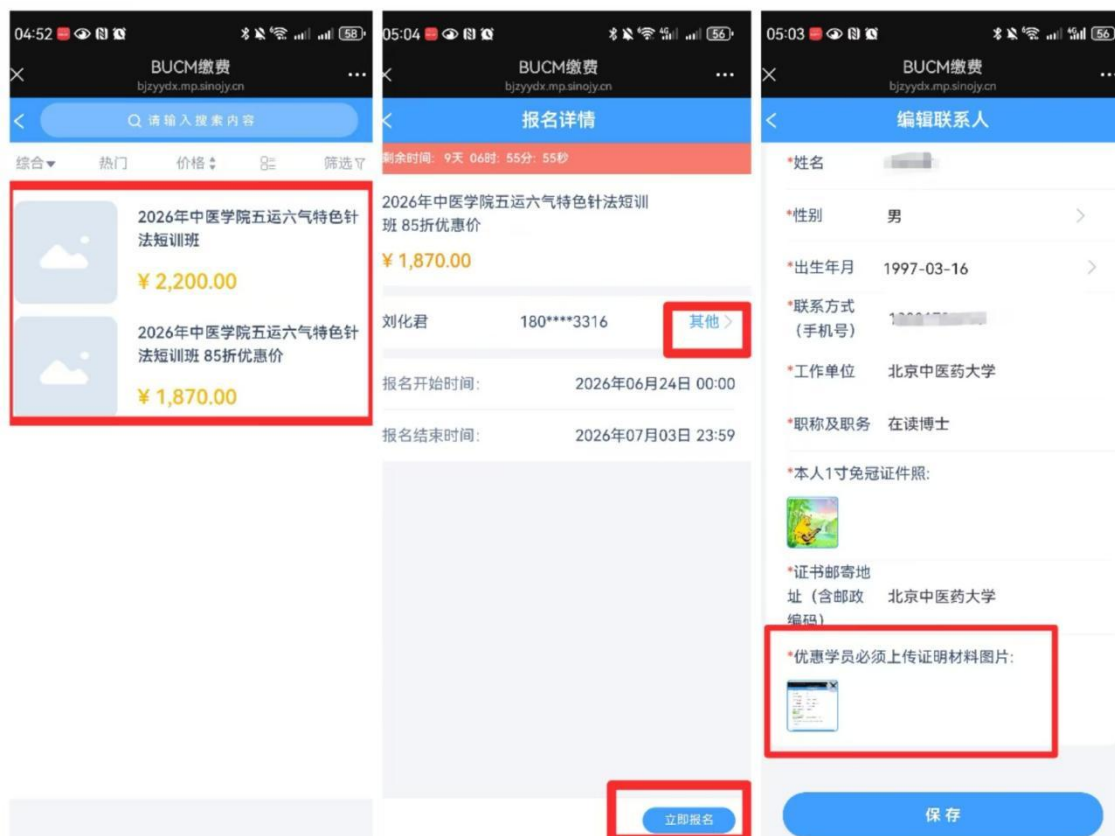 04:52
58
BUCM缴费
bjzyydx.mp.sinojy.cn
请输入搜索内容
综合
热门
价格
筛选
2026年中医学院五运六气特色针
法短训班
¥ 2,200.00
2026年中医学院五运六气特色针
法短训班 85折优惠价
¥ 1,870.00
05:04
56
BUCM缴费
bjzyydx.mp.sinojy.cn
报名详情
剩余时间: 9天 06时: 55分: 55秒
2026年中医学院五运六气特色针法短训
班 85折优惠价
¥ 1,870.00
刘化君 180****3316 其他
报名开始时间: 2026年06月24日 00:00
报名结束时间: 2026年07月03日 23:59
立即报名
05:03
56
BUCM缴费
bjzyydx.mp.sinojy.cn
编辑联系人
*姓名
*性别 男
*出生年月 1997-03-16
*联系方式
(手机号)
*工作单位 北京中医药大学
*职称及职务 在读博士
*本人1寸免冠证件照:
*证书邮寄地
址(含邮政 北京中医药大学
编码)
*优惠学员必须上传证明材料图片:
保存